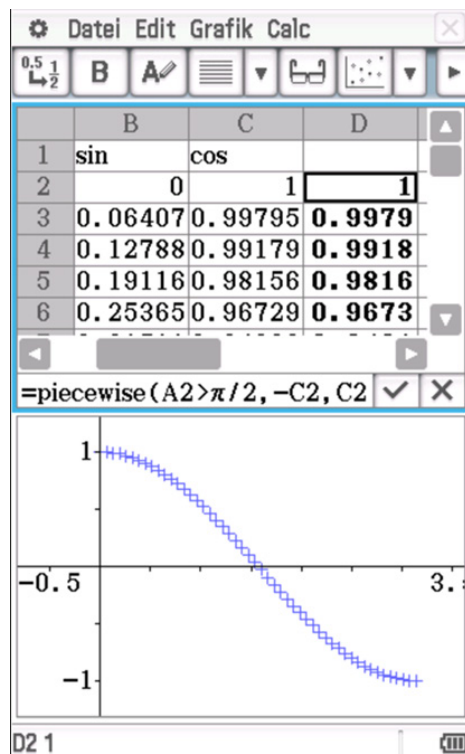 Datei Edit Grafik Calc
0.5 1/2 B A
B C D
1 sin cos
2 0 1 1
3 0.06407 0.99795 0.9979
4 0.12788 0.99179 0.9918
5 0.19116 0.98156 0.9816
6 0.25365 0.96729 0.9673
=piecewise(A2>π/2,-C2,C2
1
-0.5 3.
-1
D2 1